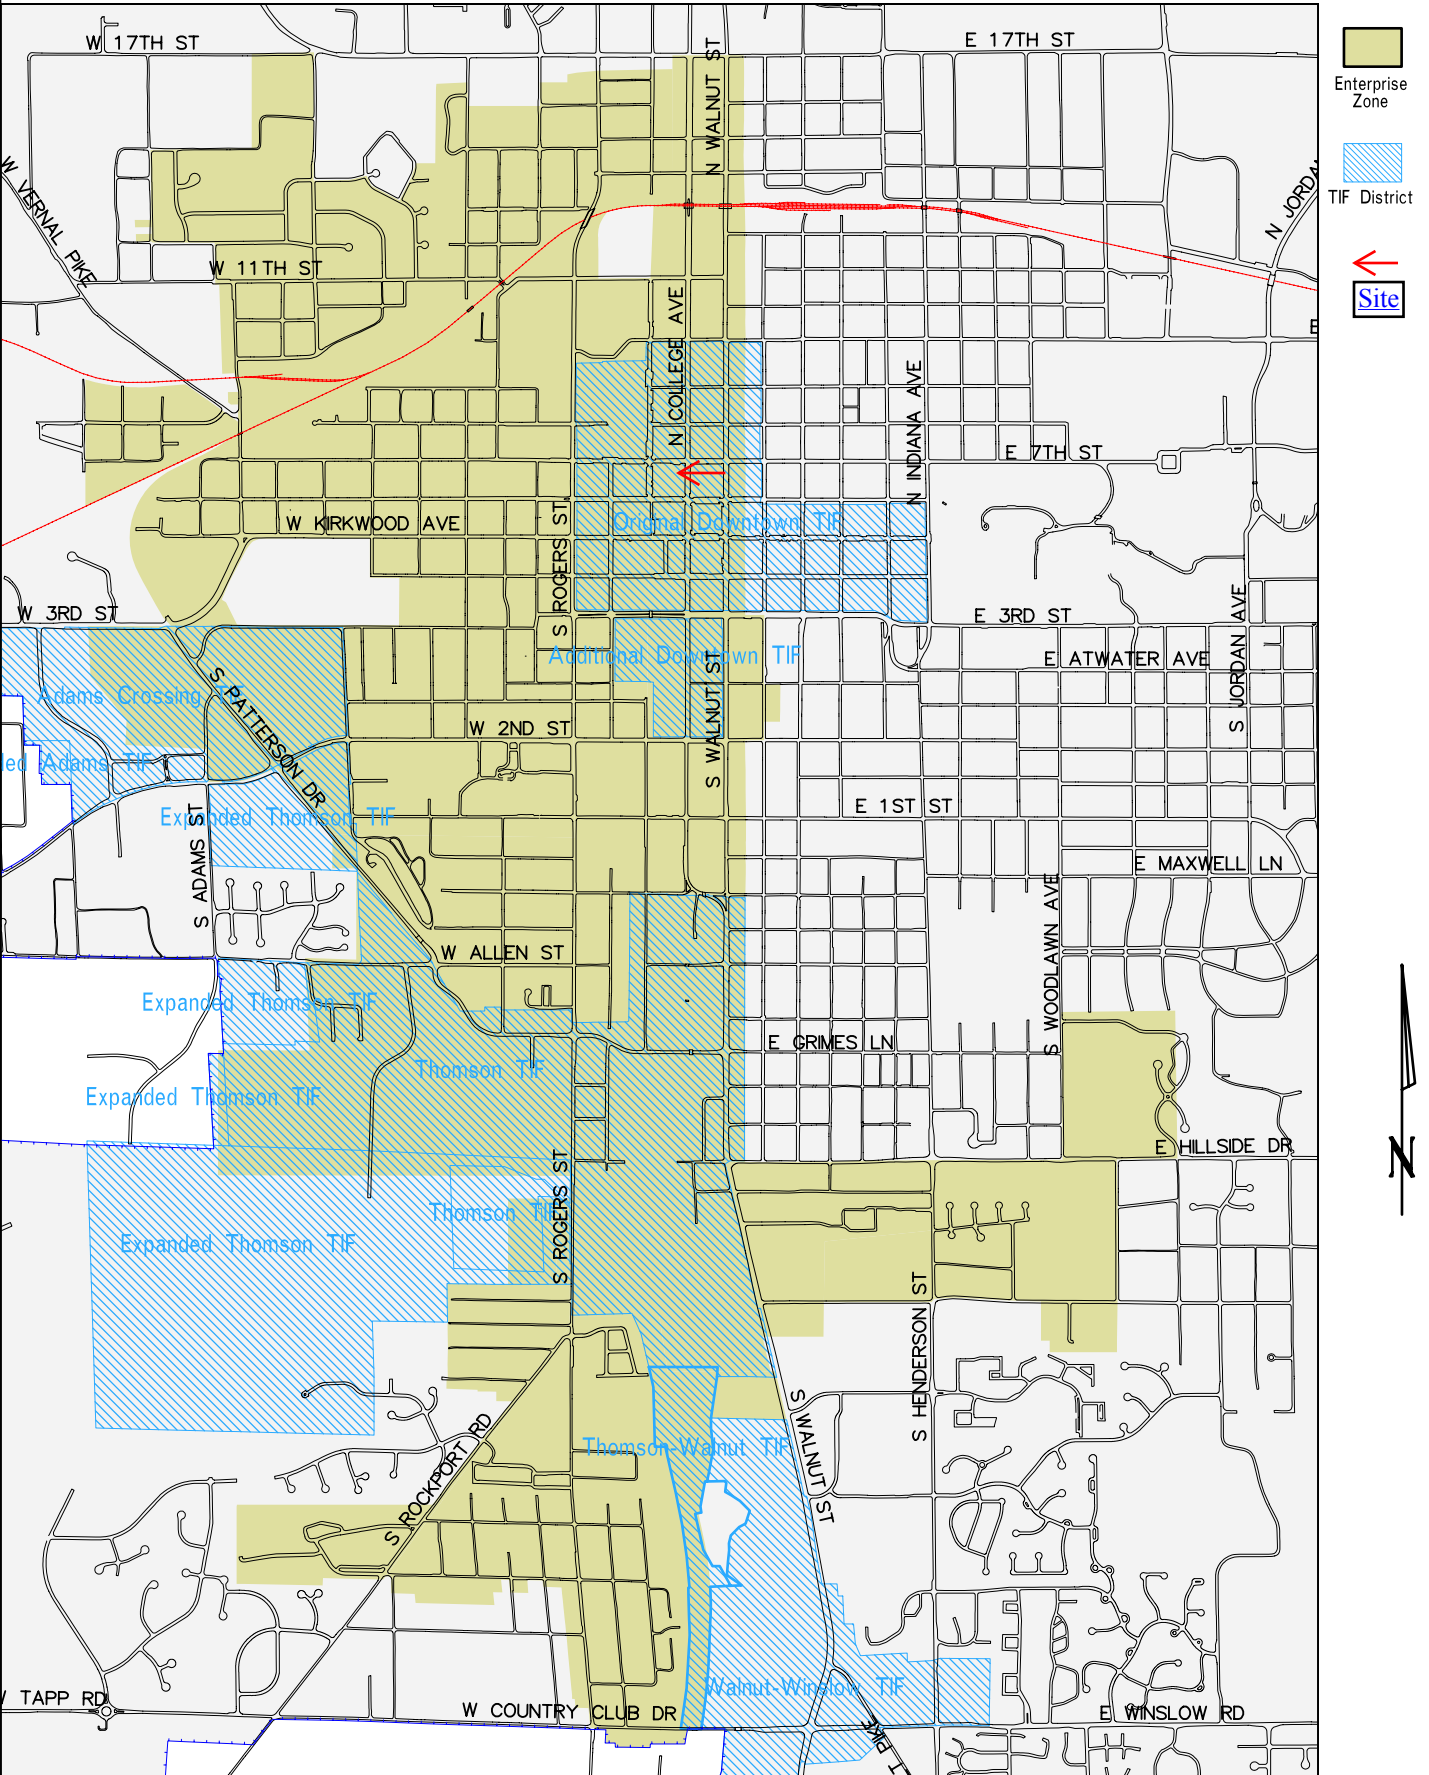 W 17TH ST
E 17TH ST
N WALNUT ST
Enterprise
Zone
TIF District
W VERNAL PIKE
N JORDA
W 11TH ST
Site
N COLLEGE AVE
E
N INDIANA AVE
E 7TH ST
W KIRKWOOD AVE
Original Downtown TIF
S ROGERS ST
W 3RD ST
E 3RD ST
S JORDAN AVE
Additional Downtown TIF
E ATWATER AVE
Adams Crossing TIF
S PATTERSON DR
W 2ND ST
S WALNUT ST
ded Adams TIF
Expanded Thomson TIF
E 1ST ST
S ADAMS ST
E MAXWELL LN
S WOODLAWN AVE
W ALLEN ST
Expanded Thomson TIF
E GRIMES LN
Thomson TIF
Expanded Thomson TIF
N
E HILLSIDE DR
S ROGERS ST
Thomson TIF
Expanded Thomson TIF
S HENDERSON ST
S WALNUT ST
S ROCKPORT RD
Thomson-Walnut TIF
Walnut-Winslow TIF
W TAPP RD
W COUNTRY CLUB DR
E WINSLOW RD
PIKE